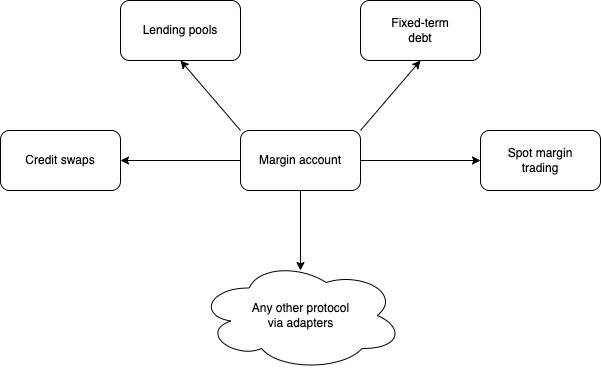 Lending pools
Fixed-term
debt
Credit swaps
Margin account
Spot margin
trading
Any other protocol
via adapters